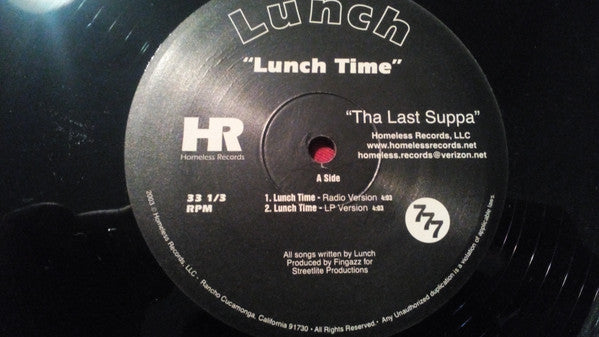 Lunch
"Lunch Time"
"Tha Last Suppa"
HR
Homeless Records
Homeless Records, LLC
www.homelessrecords.net
homeless.records@verizon.net
A Side
33 1/3
RPM
1. Lunch Time - Radio Version 4:03
2. Lunch Time - LP Version 4:03
777
All songs written by Lunch
Produced by Fingazz for
Streetlite Productions
2003 ℗ Homeless Records, LLC - Rancho Cucamonga, California 91730 • All Rights Reserved. • Any Unauthorized duplication is a violation of applicable laws